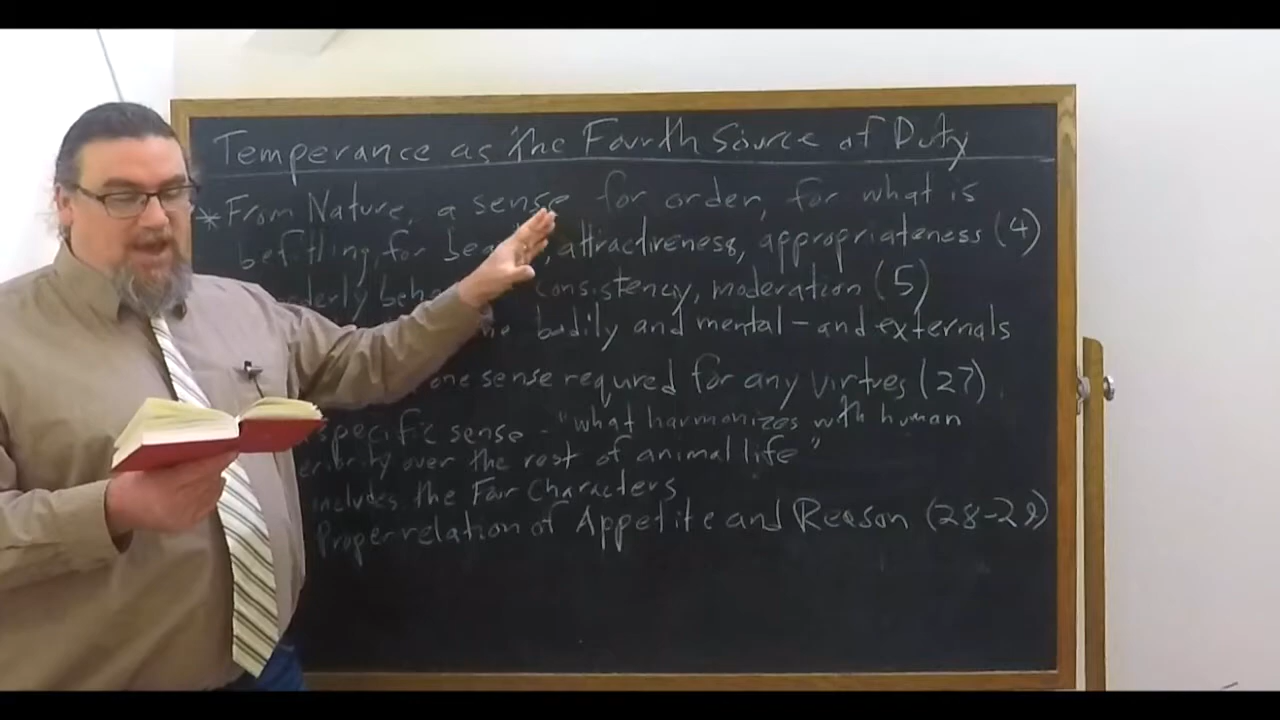 Temperance as the Fourth Source of Duty
* From Nature, a sense for order, for what is
befitting, for attractiveness, appropriateness (4)
consistency, moderation (5)
bodily and mental - and externals
one sense required for any virtues (27)
specific sense - "what harmonizes with human
over the rest of animal life"
includes the Four Characters
Proper relation of Appetite and Reason (28-29)